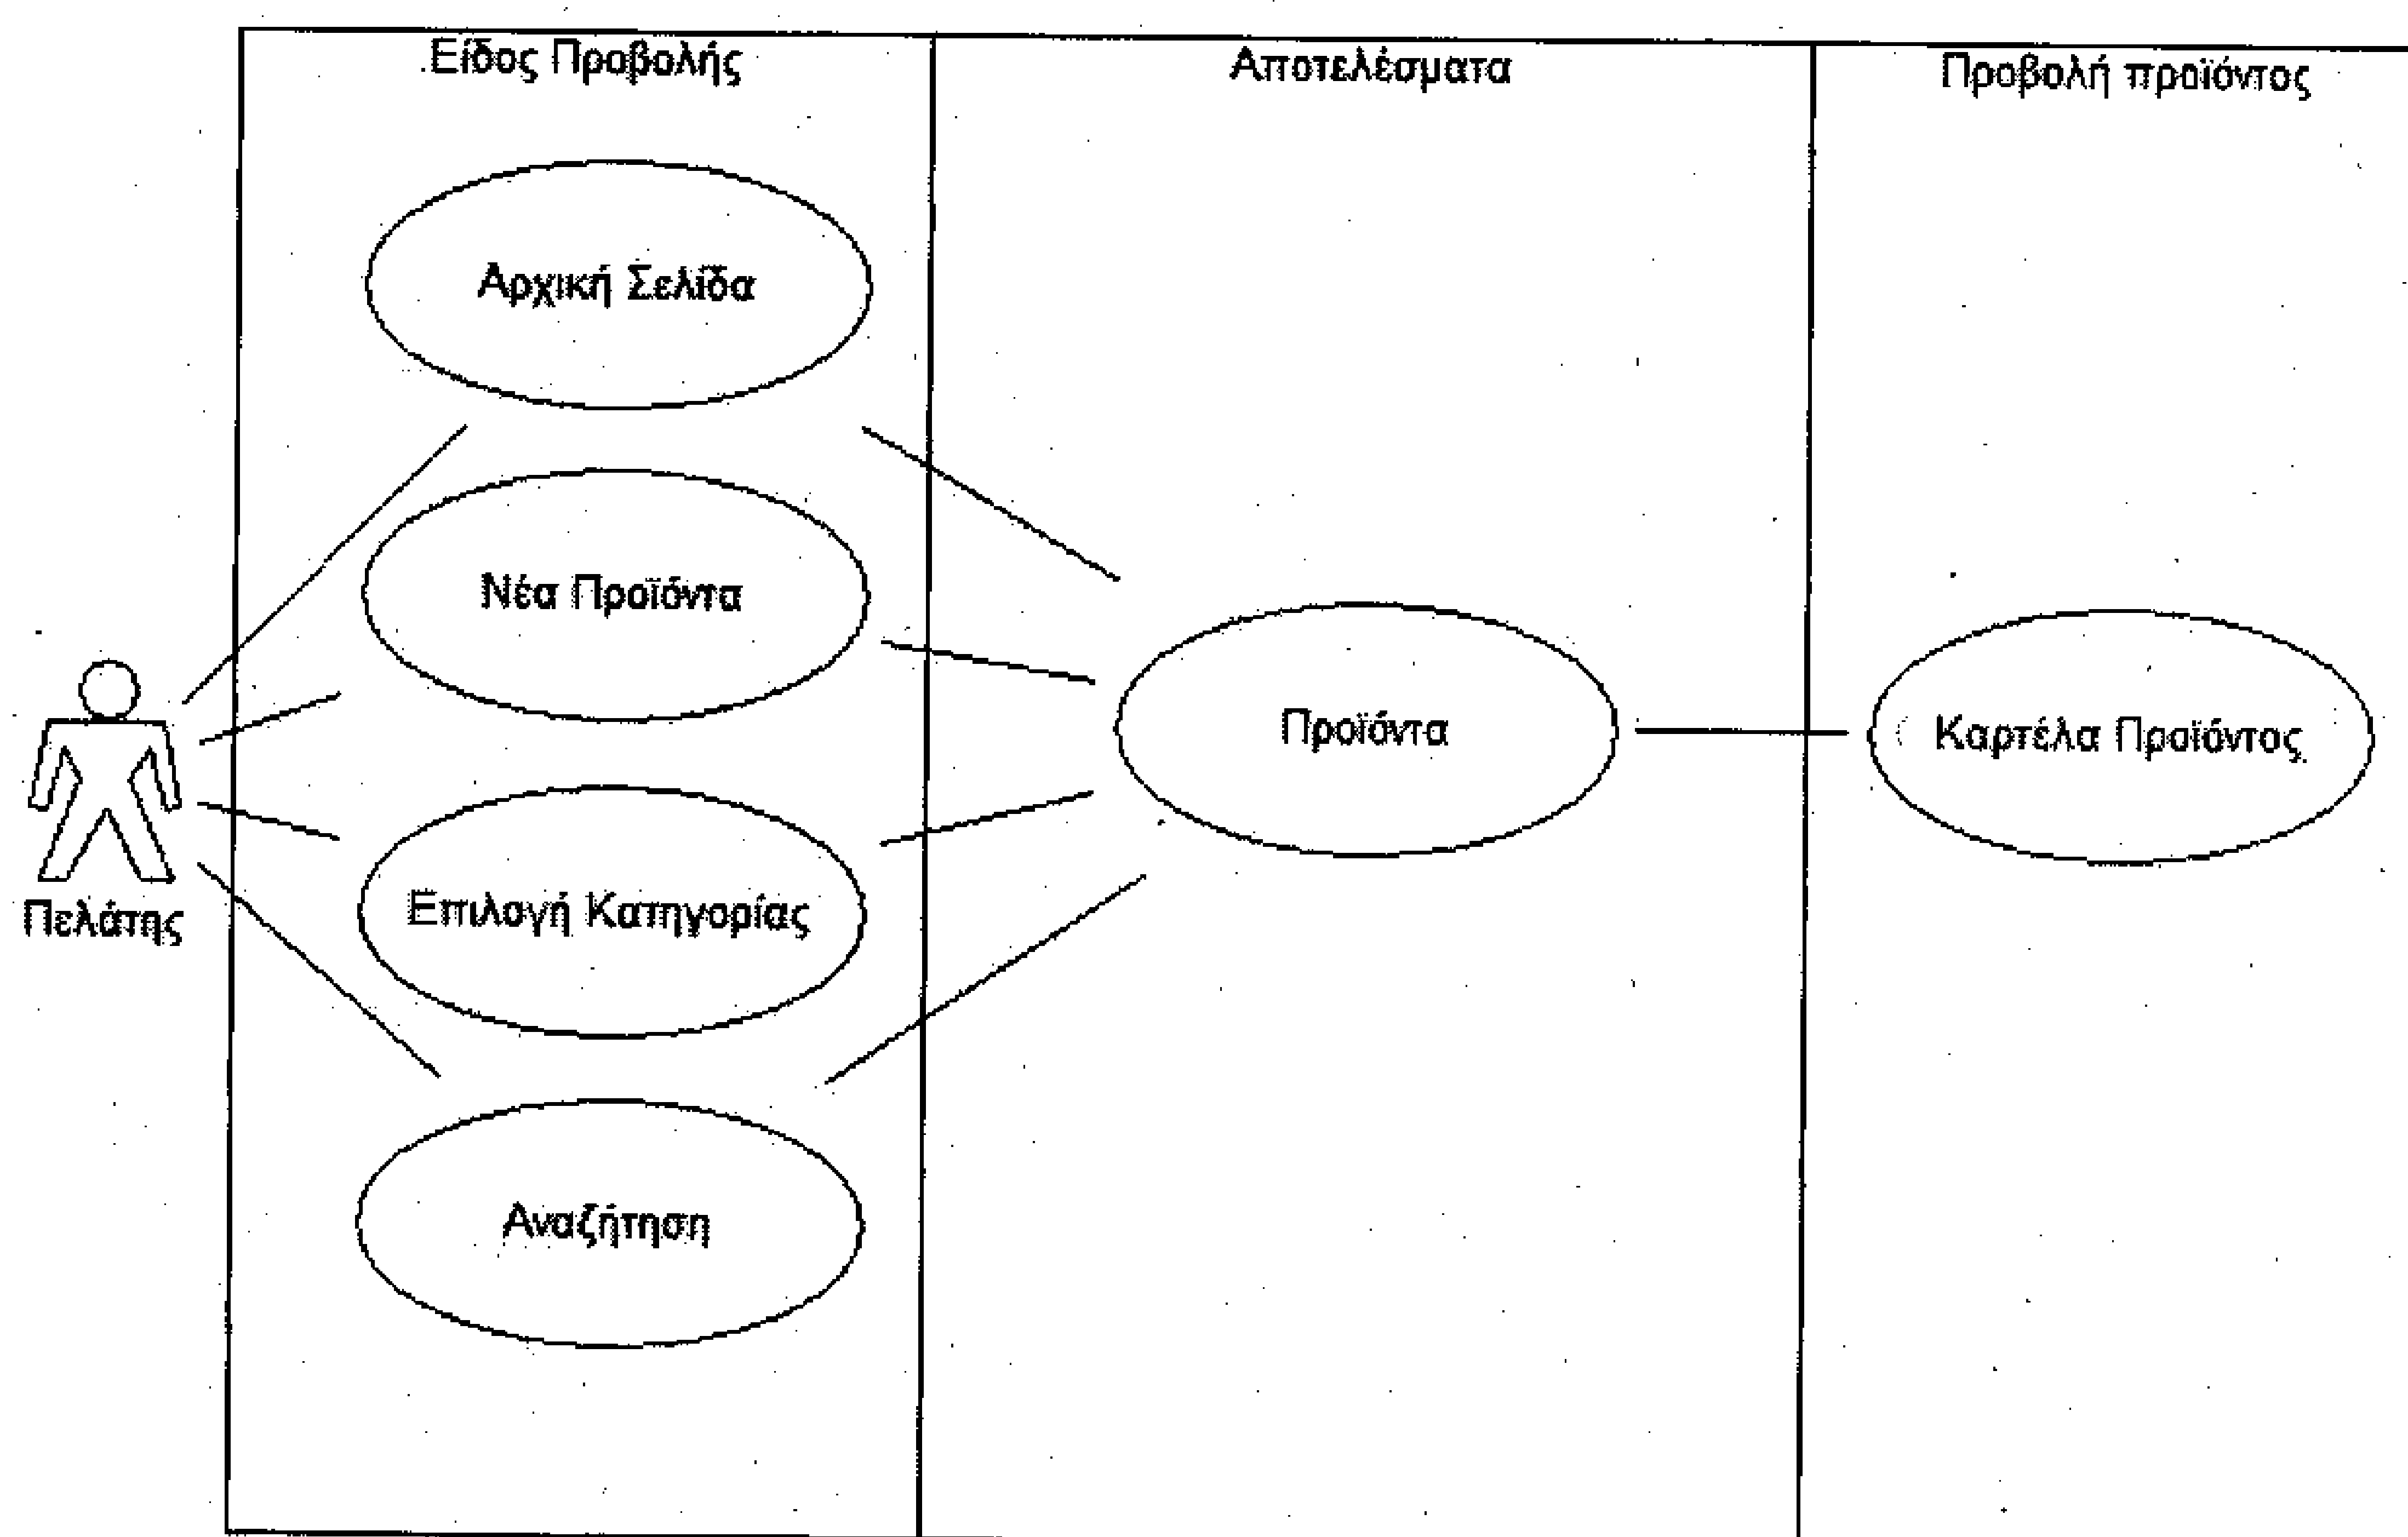 Είδος Προβολής
Αποτελέσματα
Προβολή προϊόντος
Αρχική Σελίδα
Νέα Προϊόντα
Πελάτης
Επιλογή Κατηγορίας
Αναζήτηση
Προϊόντα
Καρτέλα Προϊόντος